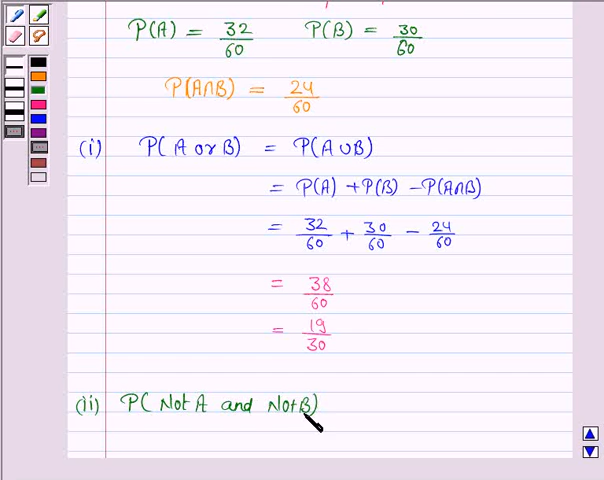 P(A) = 32/60 P(B) = 30/60
P(A∩B) = 24/60
(i) P(A or B) = P(A∪B)
= P(A) + P(B) - P(A∩B)
= 32/60 + 30/60 - 24/60
= 38/60
= 19/30
(ii) P( Not A and Not B)